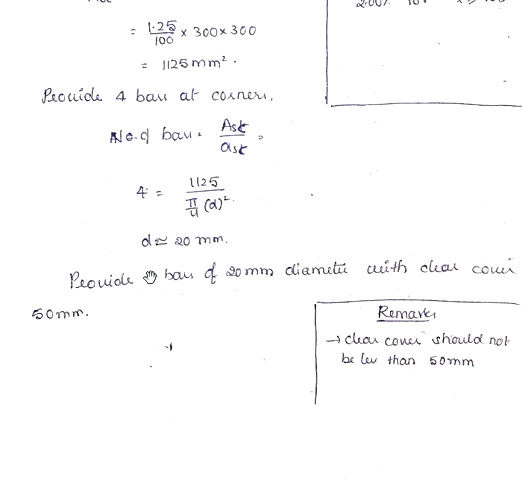 = 1.25/100 × 300 × 300
= 1125 mm².
Provide 4 bars at corners.
No. of bars = Ast/ast =
4 = 1125 / π/4 (d)²
d ≈ 20 mm.
Provide bars of 20mm diameter with clear cover
50mm.
Remarks
→ clear cover should not
be less than 50mm